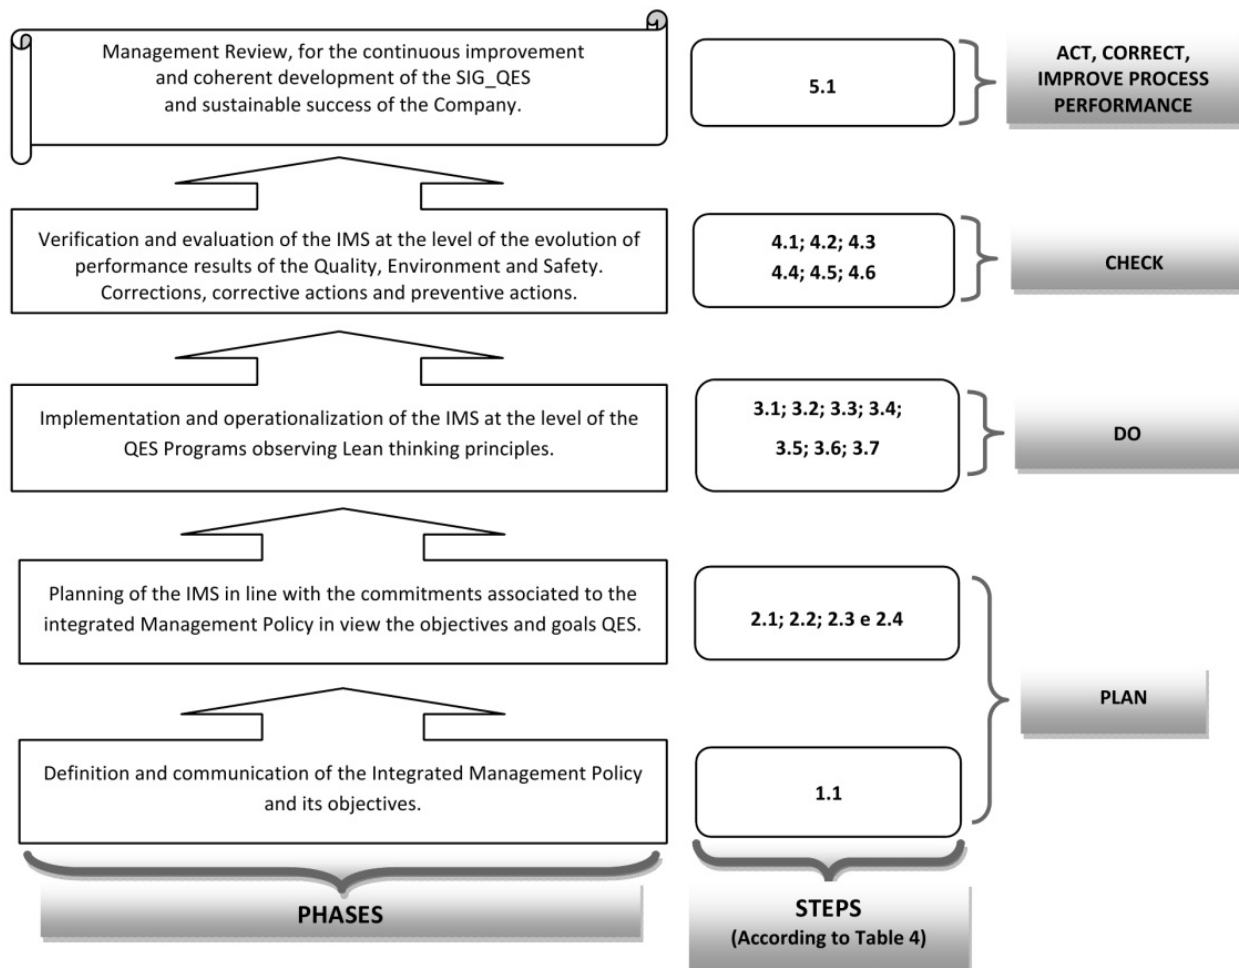 Management Review, for the continuous improvement
and coherent development of the SIG_QES
and sustainable success of the Company.
5.1
ACT, CORRECT,
IMPROVE PROCESS
PERFORMANCE
Verification and evaluation of the IMS at the level of the evolution of
performance results of the Quality, Environment and Safety.
Corrections, corrective actions and preventive actions.
4.1; 4.2; 4.3
4.4; 4.5; 4.6
CHECK
Implementation and operationalization of the IMS at the level of the
QES Programs observing Lean thinking principles.
3.1; 3.2; 3.3; 3.4;
3.5; 3.6; 3.7
DO
Planning of the IMS in line with the commitments associated to the
integrated Management Policy in view the objectives and goals QES.
2.1; 2.2; 2.3 e 2.4
PLAN
Definition and communication of the Integrated Management Policy
and its objectives.
1.1
PHASES
STEPS
(According to Table 4)